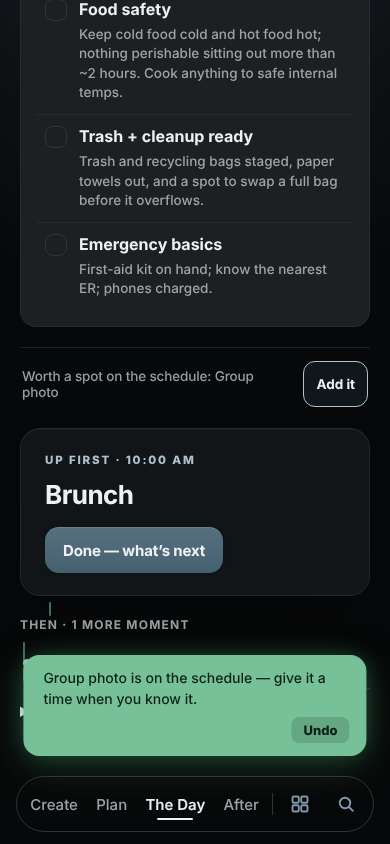 Food safety
Keep cold food cold and hot food hot;
nothing perishable sitting out more than
~2 hours. Cook anything to safe internal
temps.
Trash + cleanup ready
Trash and recycling bags staged, paper
towels out, and a spot to swap a full bag
before it overflows.
Emergency basics
First-aid kit on hand; know the nearest
ER; phones charged.
Worth a spot on the schedule: Group
photo
Add it
UP FIRST · 10:00 AM
Brunch
Done — what’s next
THEN · 1 MORE MOMENT
Group photo is on the schedule — give it a
time when you know it.
Undo
Create Plan The Day After